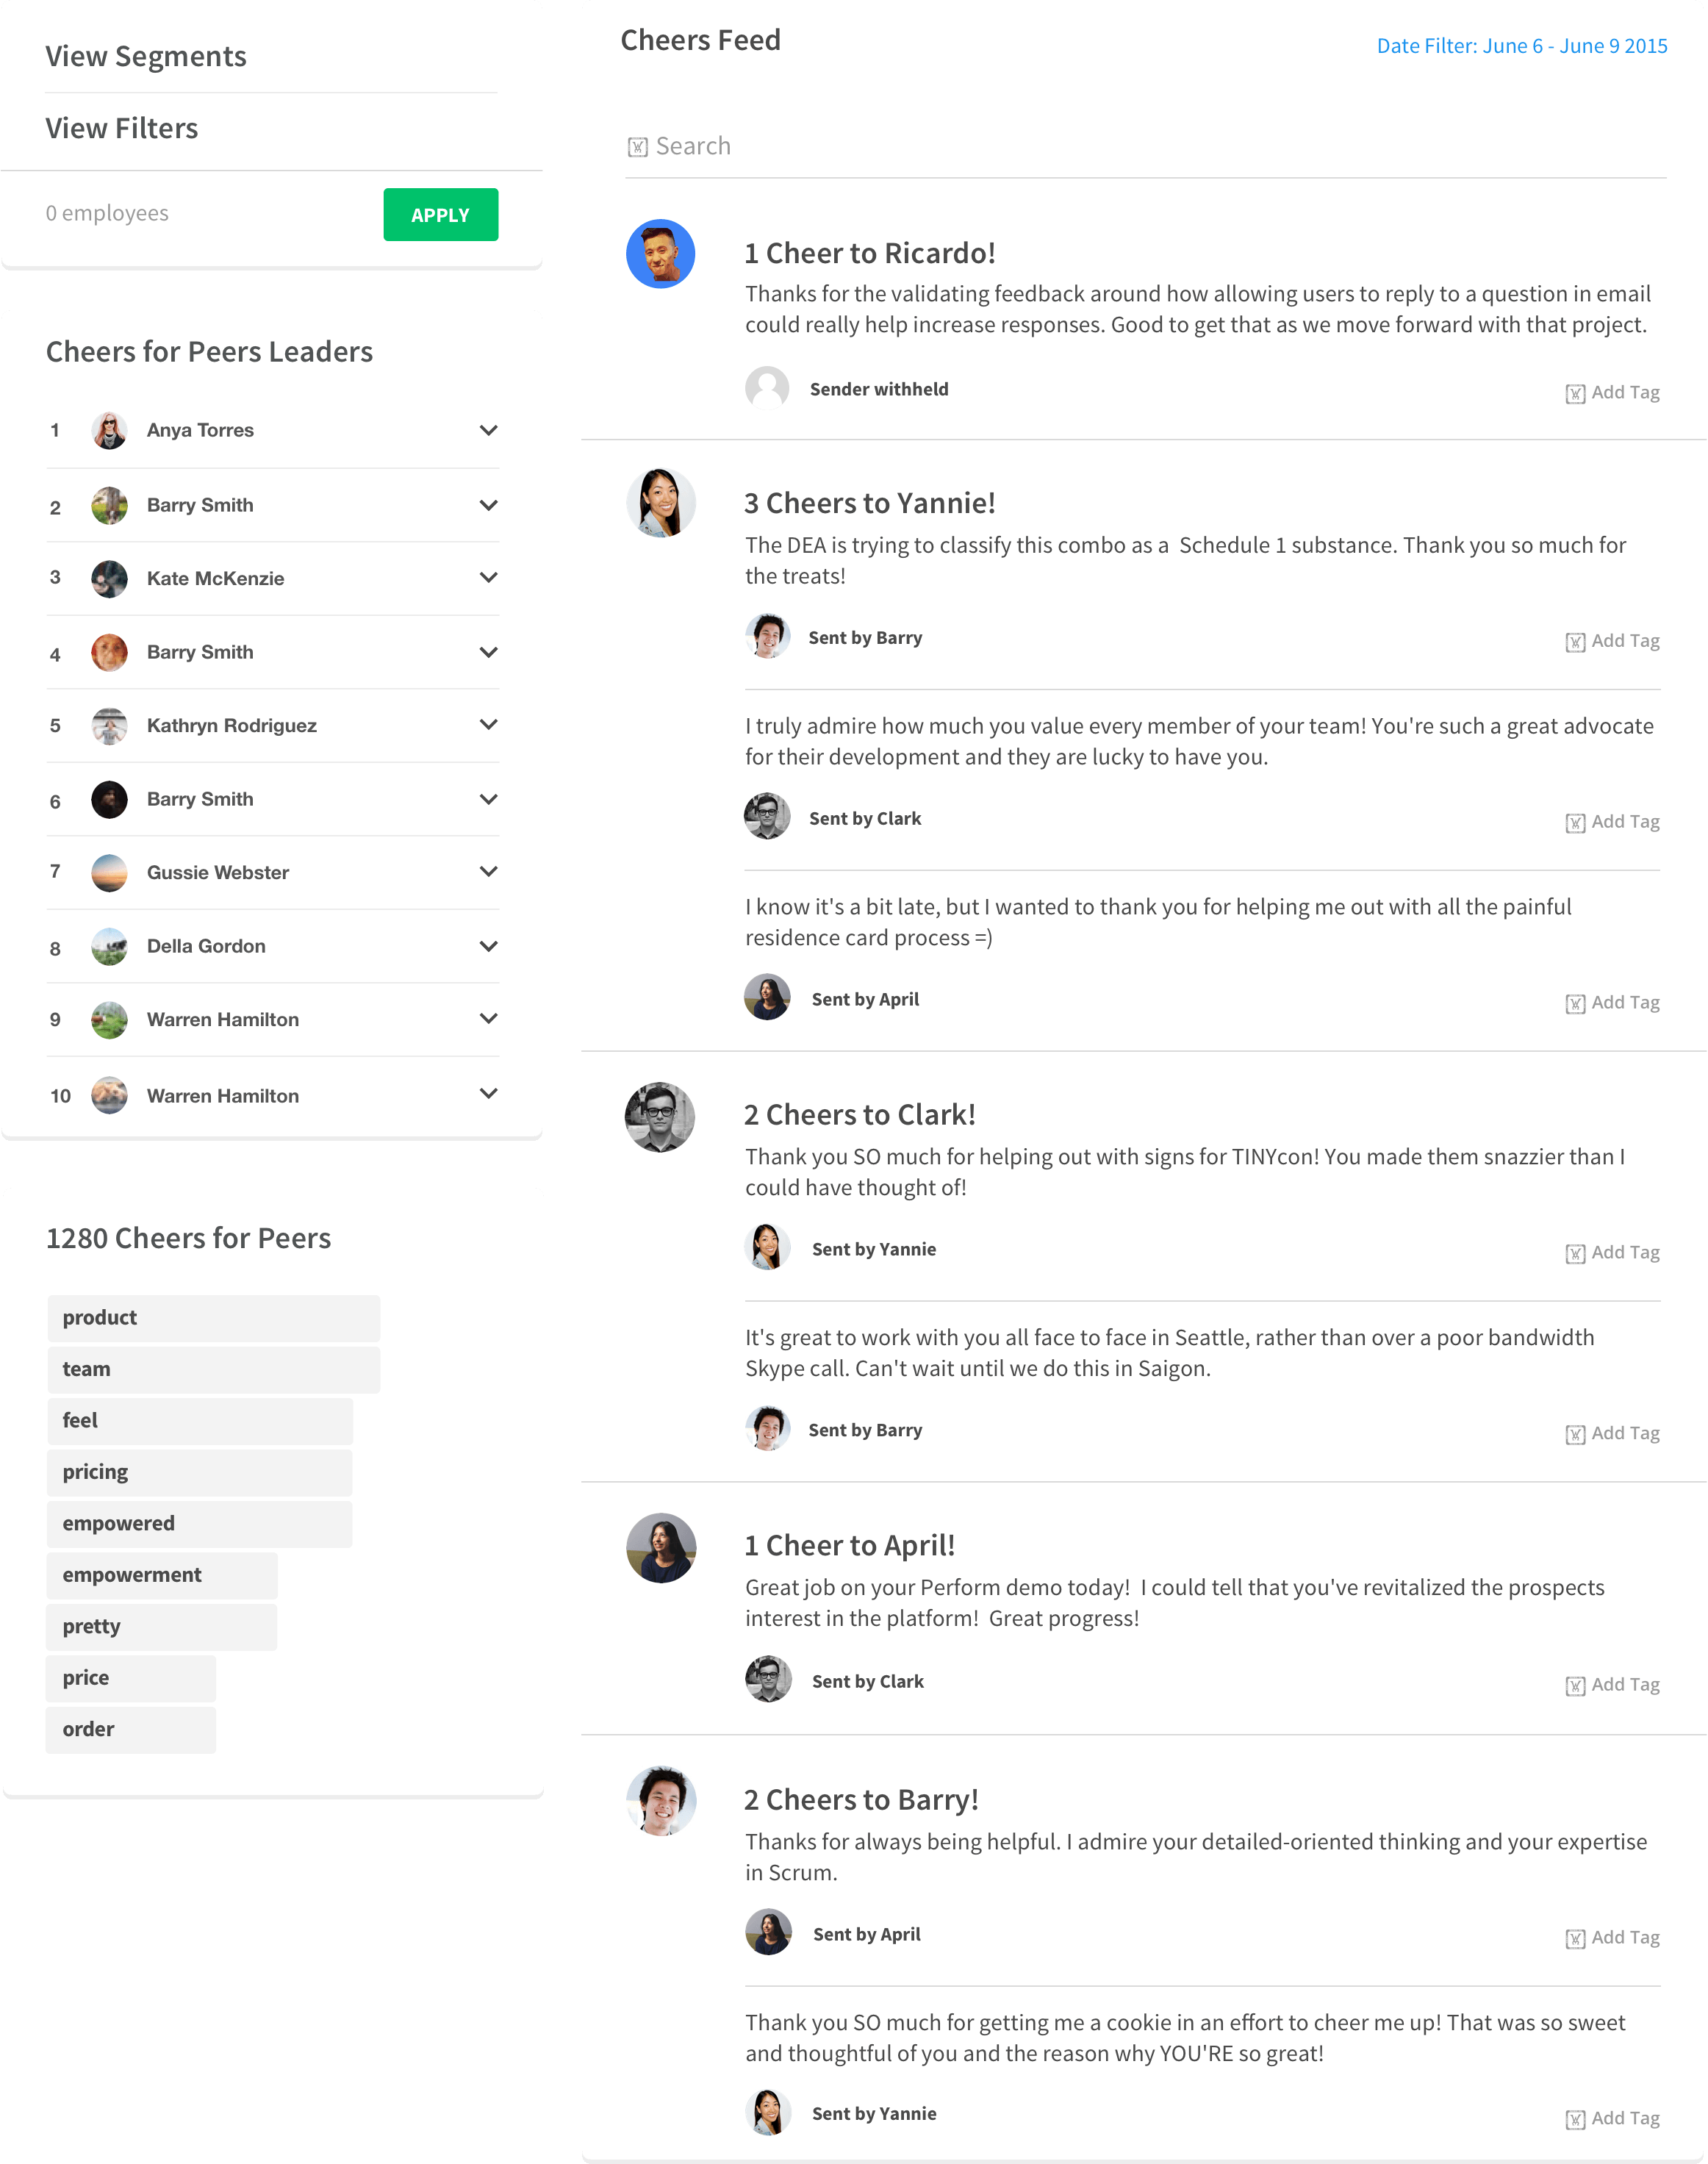 View Segments
View Filters
0 employees
APPLY
Cheers for Peers Leaders
1 Anya Torres
2 Barry Smith
3 Kate McKenzie
4 Barry Smith
5 Kathryn Rodriguez
6 Barry Smith
7 Gussie Webster
8 Della Gordon
9 Warren Hamilton
10 Warren Hamilton
1280 Cheers for Peers
product
team
feel
pricing
empowered
empowerment
pretty
price
order
Cheers Feed
Date Filter: June 6 - June 9 2015
Search
1 Cheer to Ricardo!
Thanks for the validating feedback around how allowing users to reply to a question in email
could really help increase responses. Good to get that as we move forward with that project.
Sender withheld
Add Tag
3 Cheers to Yannie!
The DEA is trying to classify this combo as a  Schedule 1 substance. Thank you so much for
the treats!
Sent by Barry
Add Tag
I truly admire how much you value every member of your team! You're such a great advocate
for their development and they are lucky to have you.
Sent by Clark
Add Tag
I know it's a bit late, but I wanted to thank you for helping me out with all the painful
residence card process =)
Sent by April
Add Tag
2 Cheers to Clark!
Thank you SO much for helping out with signs for TINYcon! You made them snazzier than I
could have thought of!
Sent by Yannie
Add Tag
It's great to work with you all face to face in Seattle, rather than over a poor bandwidth
Skype call. Can't wait until we do this in Saigon.
Sent by Barry
Add Tag
1 Cheer to April!
Great job on your Perform demo today!  I could tell that you've revitalized the prospects
interest in the platform!  Great progress!
Sent by Clark
Add Tag
2 Cheers to Barry!
Thanks for always being helpful. I admire your detailed-oriented thinking and your expertise
in Scrum.
Sent by April
Add Tag
Thank you SO much for getting me a cookie in an effort to cheer me up! That was so sweet
and thoughtful of you and the reason why YOU'RE so great!
Sent by Yannie
Add Tag